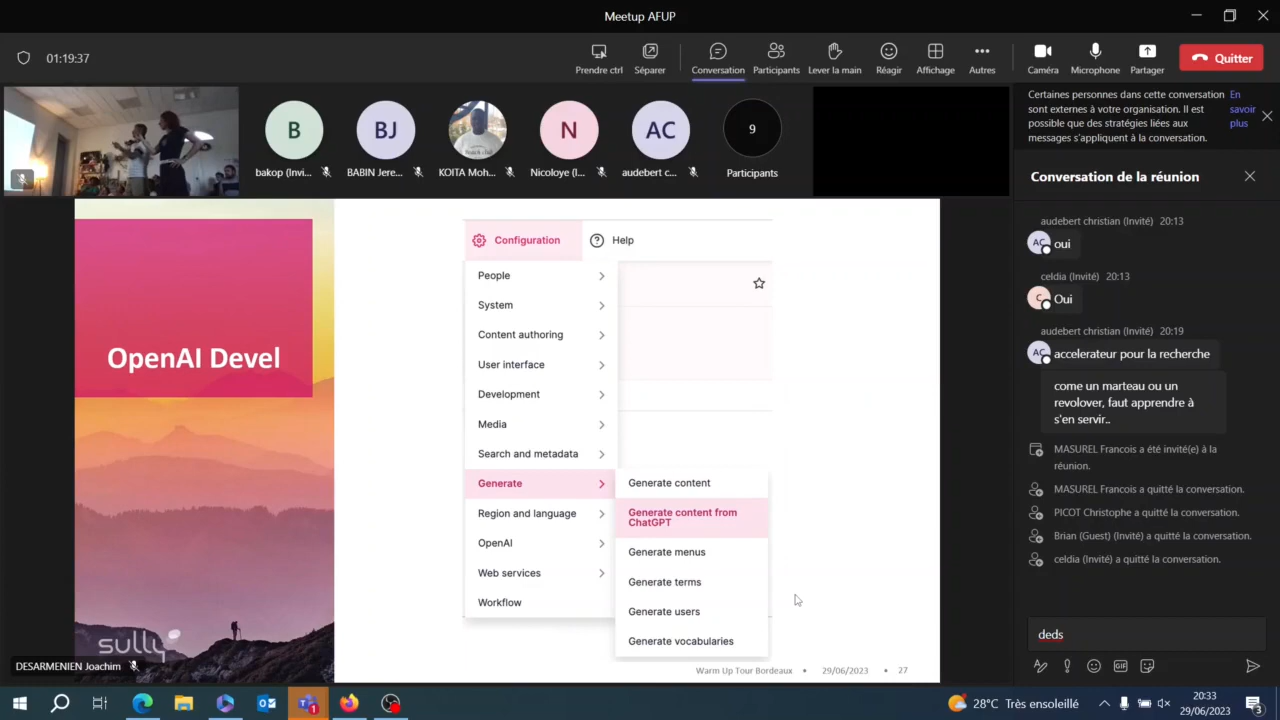 Meetup AFUP
01:19:37
Prendre ctrl
Séparer
Conversation
Participants
Lever la main
Réagir
Affichage
Autres
Caméra
Microphone
Partager
Quitter
B
bakop (Invi...
BJ
BABIN Jere...
KOITA Moh...
N
Nicoloye (I...
AC
audebert c...
9
Participants
Certaines personnes dans cette conversation
sont externes à votre organisation. Il est
possible que des stratégies liées aux
messages s'appliquent à la conversation.
En
savoir
plus
Conversation de la réunion
audebert christian (Invité) 20:13
AC
oui
celdia (Invité) 20:13
C
Oui
audebert christian (Invité) 20:19
AC
accelerateur pour la recherche
come un marteau ou un
revolover, faut apprendre à
s'en servir..
MASUREL Francois a été invité(e) à la
réunion.
MASUREL Francois a quitté la conversation.
PICOT Christophe a quitté la conversation.
Brian (Guest) (Invité) a quitté la conversation.
celdia (Invité) a quitté la conversation.
deds
GIF
OpenAI Devel
sully
DESARMENIEN Joachim
Configuration
Help
People
System
Content authoring
User interface
Development
Media
Search and metadata
Generate
Region and language
OpenAI
Web services
Workflow
Generate content
Generate content from
ChatGPT
Generate menus
Generate terms
Generate users
Generate vocabularies
Warm Up Tour Bordeaux • 29/06/2023 • 27
1
28°C Très ensoleillé
20:33
29/06/2023
3